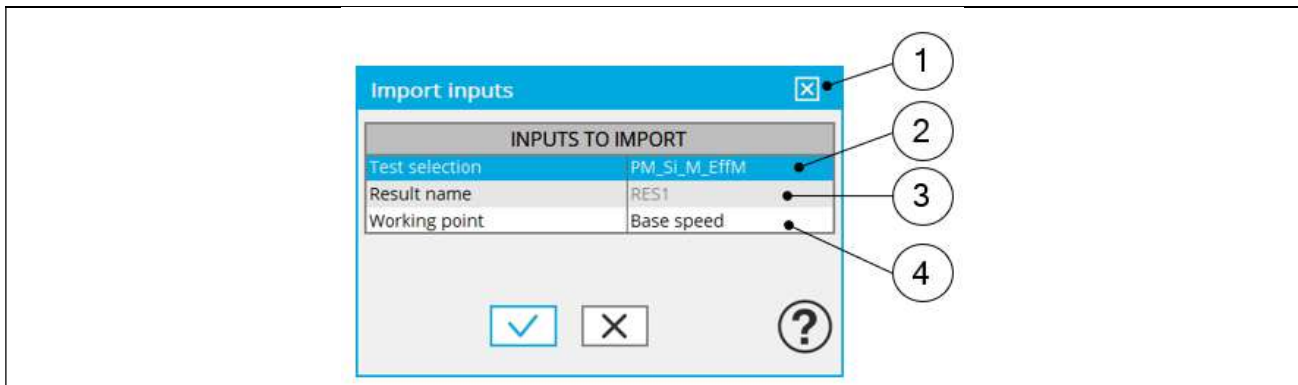 Import inputs
1
INPUTS TO IMPORT
2
Test selection PM_Si_M_EffM
Result name RES1
3
Working point Base speed
4
?